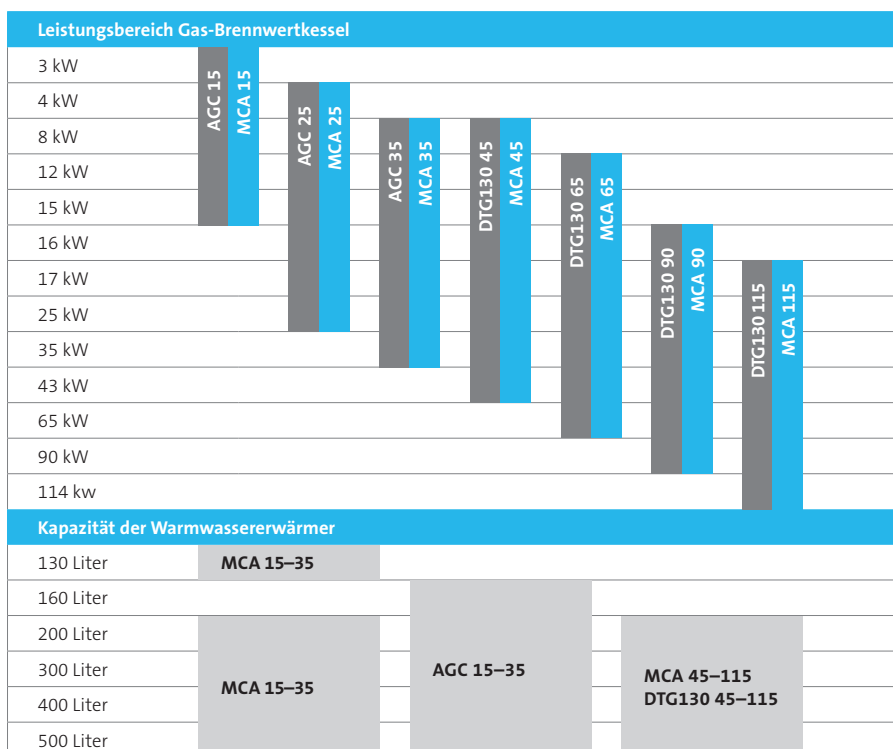 Leistungsbereich Gas-Brennwertkessel
3 kW
4 kW
8 kW
12 kW
15 kW
16 kW
17 kW
25 kW
35 kW
43 kW
65 kW
90 kW
114 kw
AGC 15
MCA 15
AGC 25
MCA 25
AGC 35
MCA 35
DTG130 45
MCA 45
DTG130 65
MCA 65
DTG130 90
MCA 90
DTG130 115
MCA 115
Kapazität der Warmwassererwärmer
130 Liter
160 Liter
200 Liter
300 Liter
400 Liter
500 Liter
MCA 15–35
MCA 15–35
AGC 15–35
MCA 45–115
DTG130 45–115